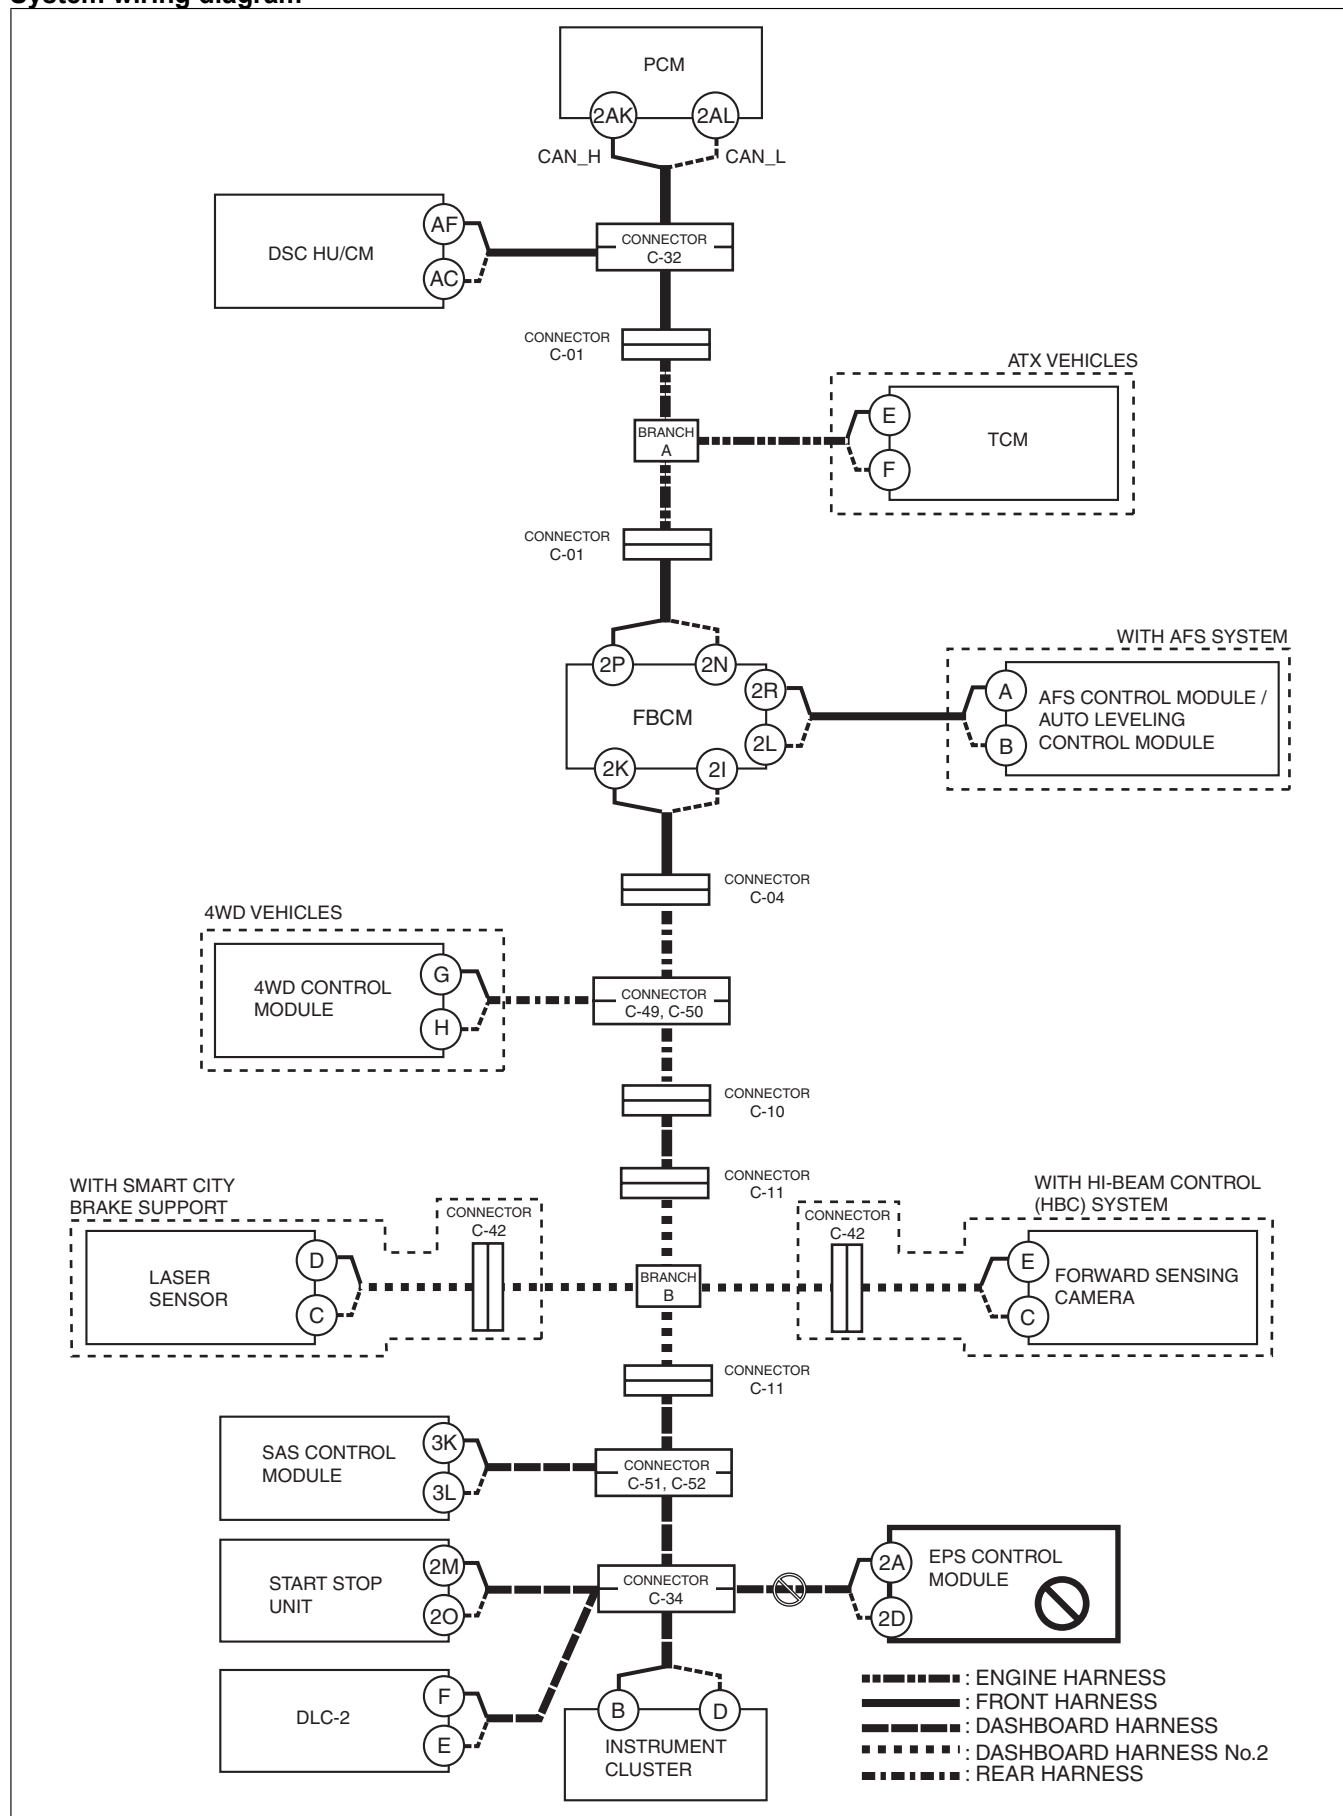 System wiring diagram
PCM
2AK
2AL
CAN_H
CAN_L
DSC HU/CM
AF
AC
CONNECTOR
C-32
CONNECTOR
C-01
ATX VEHICLES
BRANCH
A
E
F
TCM
CONNECTOR
C-01
2P
2N
FBCM
2R
2L
2K
2I
WITH AFS SYSTEM
A
B
AFS CONTROL MODULE /
AUTO LEVELING
CONTROL MODULE
CONNECTOR
C-04
4WD VEHICLES
4WD CONTROL
MODULE
G
H
CONNECTOR
C-49, C-50
CONNECTOR
C-10
CONNECTOR
C-11
WITH SMART CITY
BRAKE SUPPORT
LASER
SENSOR
D
C
CONNECTOR
C-42
BRANCH
B
WITH HI-BEAM CONTROL
(HBC) SYSTEM
CONNECTOR
C-42
E
C
FORWARD SENSING
CAMERA
CONNECTOR
C-11
SAS CONTROL
MODULE
3K
3L
CONNECTOR
C-51, C-52
START STOP
UNIT
2M
2O
CONNECTOR
C-34
2A
2D
EPS CONTROL
MODULE
DLC-2
F
E
B
D
INSTRUMENT
CLUSTER
: ENGINE HARNESS
: FRONT HARNESS
: DASHBOARD HARNESS
: DASHBOARD HARNESS No.2
: REAR HARNESS